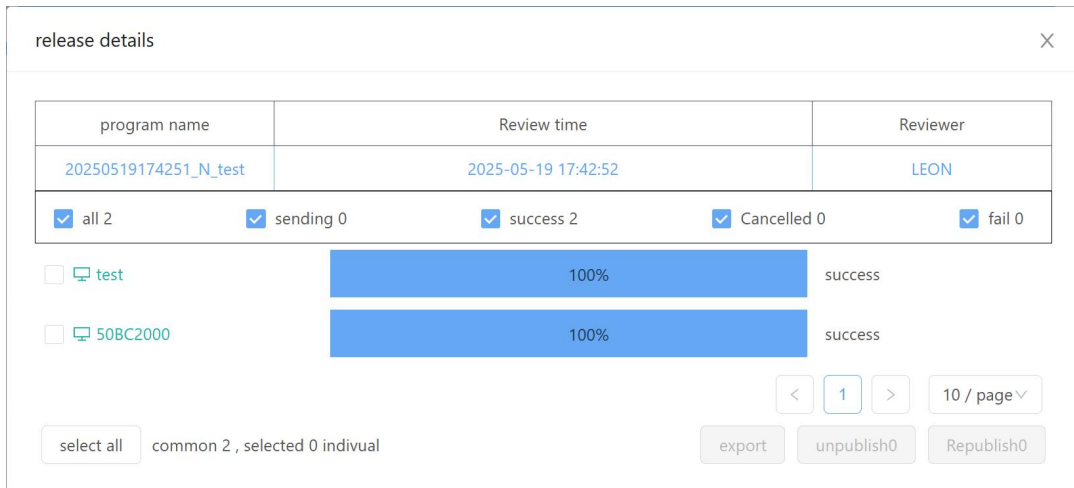 release details
program name Review time Reviewer
20250519174251_N_test 2025-05-19 17:42:52 LEON
all 2 sending 0 success 2 Cancelled 0 fail 0
test 100% success
50BC2000 100% success
< 1 > 10 / page
select all common 2 , selected 0 indivual export unpublish0 Republish0